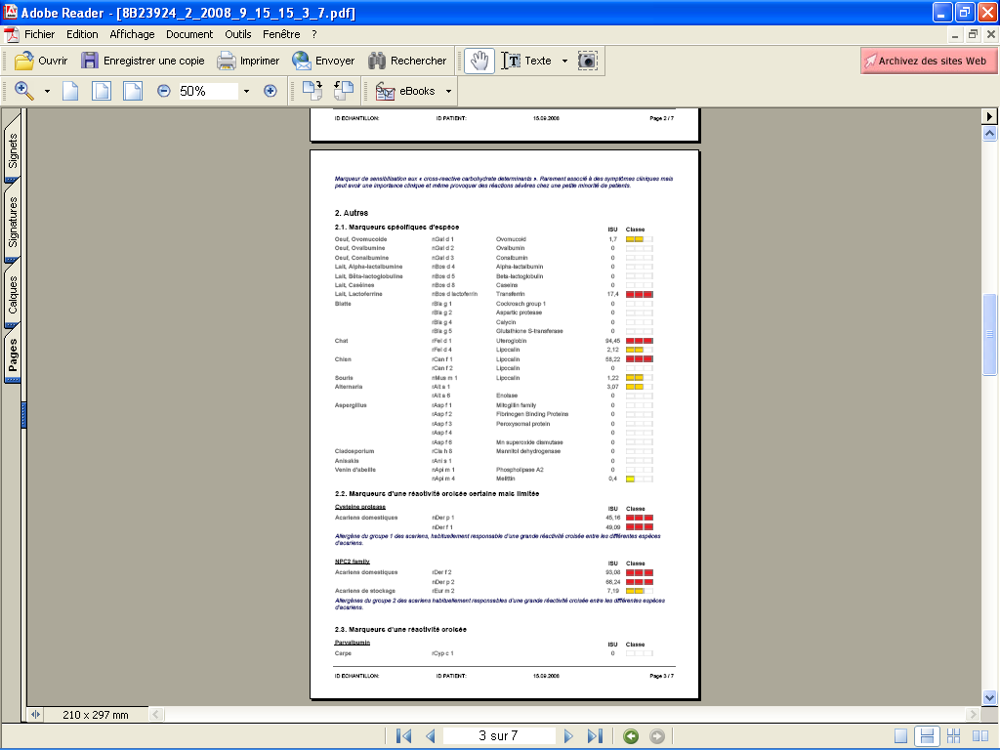 Adobe Reader - [8B23924_2_2008_9_15_15_3_7.pdf]
Fichier Edition Affichage Document Outils Fenêtre ?
Ouvrir Enregistrer une copie Imprimer Envoyer Rechercher Texte Archivez des sites Web
50% eBooks
Signets
Signatures
Calques
Pages
ID ECHANTILLON: ID PATIENT: 15.09.2008 Page 2 / 7
Marqueur de sensibilisation aux « cross-reactive carbohydrate determinants ». Rarement associé à des symptômes cliniques mais
peut avoir une importance clinique et même provoquer des réactions sévères chez une petite minorité de patients.
2. Autres
2.1. Marqueurs spécifiques d'espèce ISU Classe
Oeuf, Ovomucoïde nGal d 1 Ovomucoid 1,7
Oeuf, Ovalbumine nGal d 2 Ovalbumin 0
Oeuf, Conalbumine nGal d 3 Conalbumin 0
Lait, Alpha-lactalbumine nBos d 4 Alpha-lactalbumin 0
Lait, Bêta-lactoglobuline nBos d 5 Beta-lactoglobulin 0
Lait, Caséines nBos d 8 Caseins 0
Lait, Lactoferrine nBos d lactoferrin Transferrin 17,4
Blatte rBla g 1 Cockroach group 1 0
rBla g 2 Aspartic protease 0
rBla g 4 Calycin 0
rBla g 5 Glutathione S-transferase 0
Chat rFel d 1 Uteroglobin 94,45
rFel d 4 Lipocalin 2,12
Chien rCan f 1 Lipocalin 58,22
rCan f 2 Lipocalin 0
Souris nMus m 1 Lipocalin 1,22
Alternaria rAlt a 1 3,07
rAlt a 6 Enolase 0
Aspergillus rAsp f 1 Mitogillin family 0
rAsp f 2 Fibrinogen Binding Proteins 0
rAsp f 3 Peroxysomal protein 0
rAsp f 4 0
rAsp f 6 Mn superoxide dismutase 0
Cladosporium rCla h 8 Mannitol dehydrogenase 0
Anisakis rAni s 1 0
Venin d'abeille nApi m 1 Phospholipase A2 0
nApi m 4 Melittin 0,4
2.2. Marqueurs d'une réactivité croisée certaine mais limitée
Cysteine protease ISU Classe
Acariens domestiques nDer p 1 45,16
nDer f 1 49,09
Allergène du groupe 1 des acariens, habituellement responsable d'une grande réactivité croisée entre les différentes espèces
d'acariens.
NPC2 family ISU Classe
Acariens domestiques rDer f 2 93,08
nDer p 2 66,24
Acariens de stockage rEur m 2 7,19
Allergènes du groupe 2 des acariens habituellement responsables d'une grande réactivité croisée entre les différentes espèces
d'acariens.
2.3. Marqueurs d'une réactivité croisée
Parvalbumin ISU Classe
Carpe rCyp c 1 0
ID ECHANTILLON: ID PATIENT: 15.09.2008 Page 3 / 7
210 x 297 mm
3 sur 7